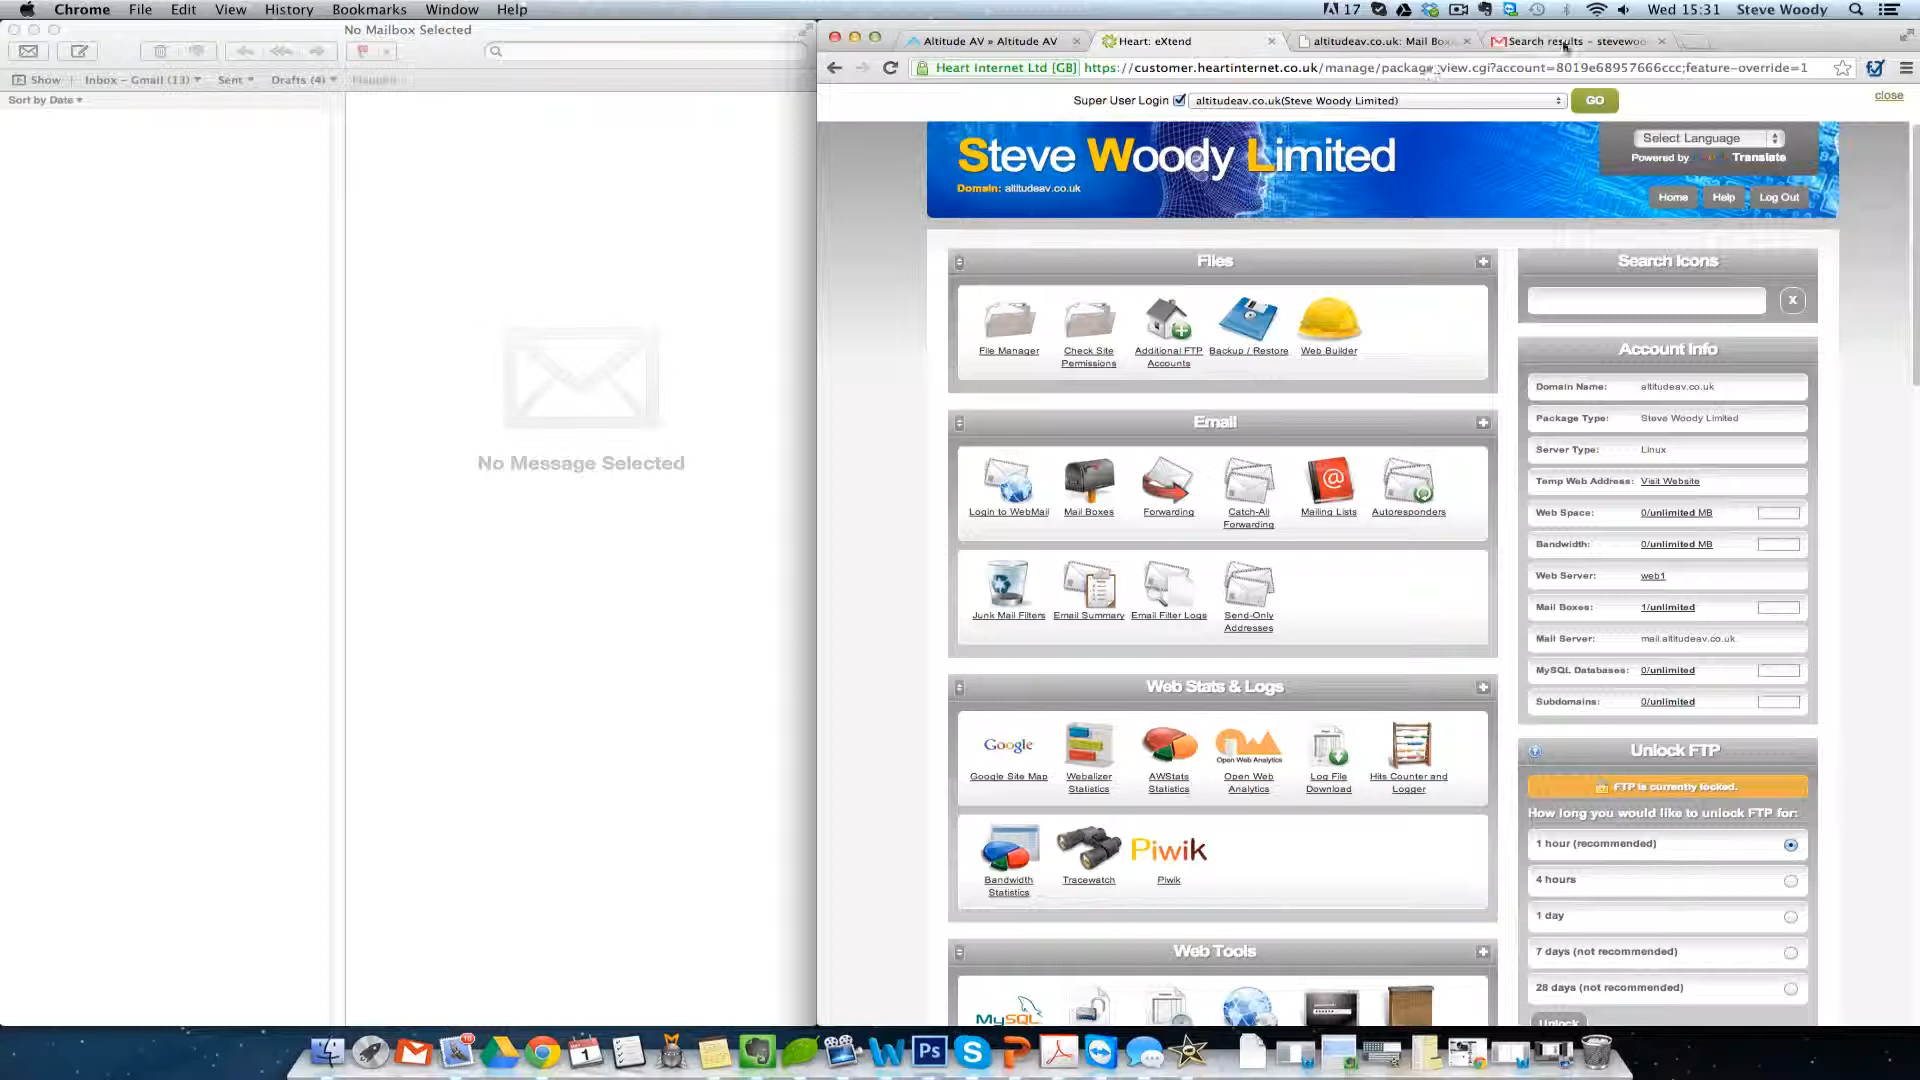 Chrome File Edit View History Bookmarks Window Help 17 Wed 15:31 Steve Woody
No Mailbox Selected
Show Inbox – Gmail (13) Sent Drafts (4) Flagged
Sort by Date
No Message Selected
Altitude AV » Altitude AV Heart: eXtend altitudeav.co.uk: Mail Box Search results – stevewoo
Heart Internet Ltd [GB] https://customer.heartinternet.co.uk/manage/package-view.cgi?account=8019e68957666ccc;feature-override=1
Super User Login altitudeav.co.uk(Steve Woody Limited) GO close
Steve Woody Limited
Domain: altitudeav.co.uk
Select Language
Powered by Translate
Home Help Log Out
Files
File Manager
Check Site Permissions
Additional FTP Accounts
Backup / Restore
Web Builder
Email
Login to WebMail
Mail Boxes
Forwarding
Catch-All Forwarding
Mailing Lists
Autoresponders
Junk Mail Filters
Email Summary
Email Filter Logs
Send-Only Addresses
Web Stats & Logs
Google
Google Site Map
Webalizer Statistics
AWStats Statistics
Open Web Analytics
Open Web Analytics
Log File Download
Hits Counter and Logger
Bandwidth Statistics
Tracewatch
Piwik
Piwik
Web Tools
MySQL
Search Icons
X
Account Info
Domain Name: altitudeav.co.uk
Package Type: Steve Woody Limited
Server Type: Linux
Temp Web Address: Visit Website
Web Space: 0/unlimited MB
Bandwidth: 0/unlimited MB
Web Server: web1
Mail Boxes: 1/unlimited
Mail Server: mail.altitudeav.co.uk
MySQL Databases: 0/unlimited
Subdomains: 0/unlimited
Unlock FTP
FTP is currently locked.
How long you would like to unlock FTP for:
1 hour (recommended)
4 hours
1 day
7 days (not recommended)
28 days (not recommended)
Unlock